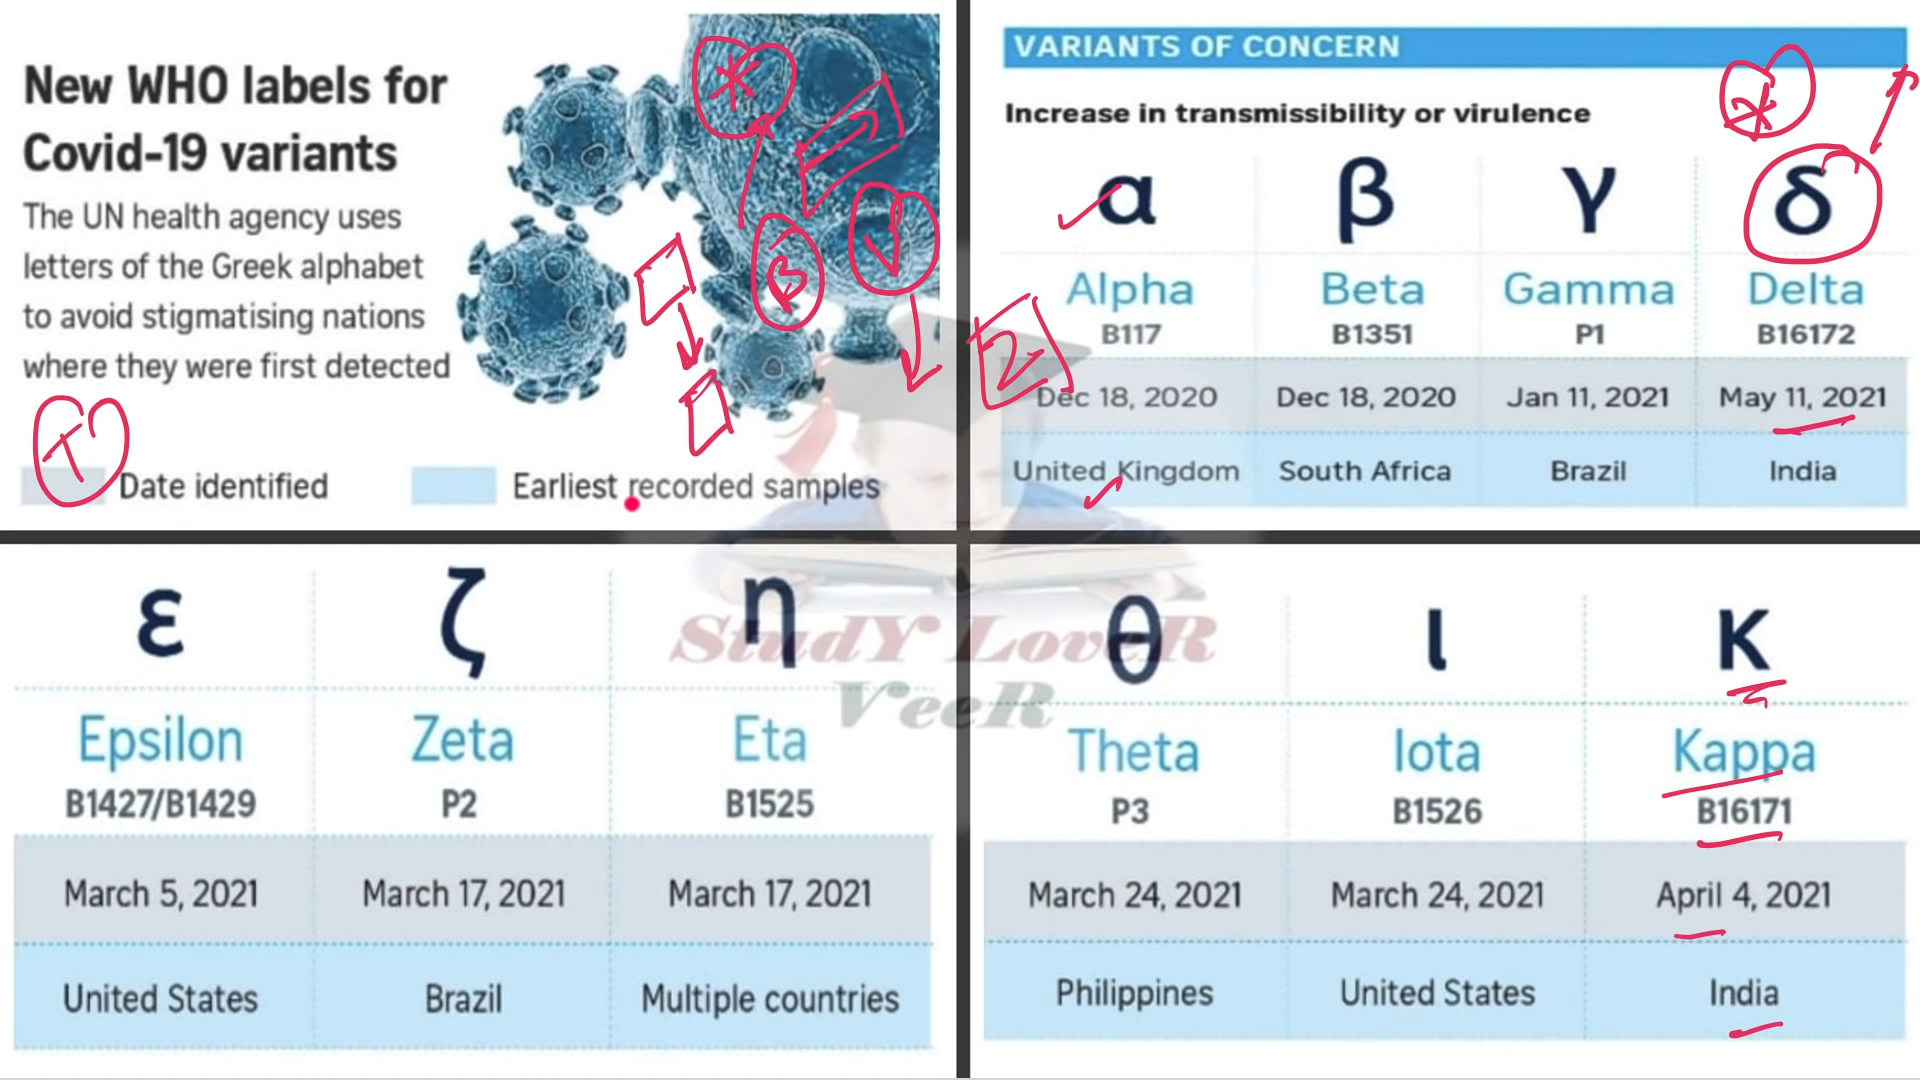 New WHO labels for
Covid-19 variants
The UN health agency uses
letters of the Greek alphabet
to avoid stigmatising nations
where they were first detected
Date identified
Earliest recorded samples
VARIANTS OF CONCERN
Increase in transmissibility or virulence
α β γ δ
Alpha Beta Gamma Delta
B117 B1351 P1 B16172
Dec 18, 2020 Dec 18, 2020 Jan 11, 2021 May 11, 2021
United Kingdom South Africa Brazil India
2
ε ζ η
Epsilon Zeta Eta
B1427/B1429 P2 B1525
March 5, 2021 March 17, 2021 March 17, 2021
United States Brazil Multiple countries
θ ι κ
Theta Iota Kappa
P3 B1526 B16171
March 24, 2021 March 24, 2021 April 4, 2021
Philippines United States India
StudY LoveR
VeeR